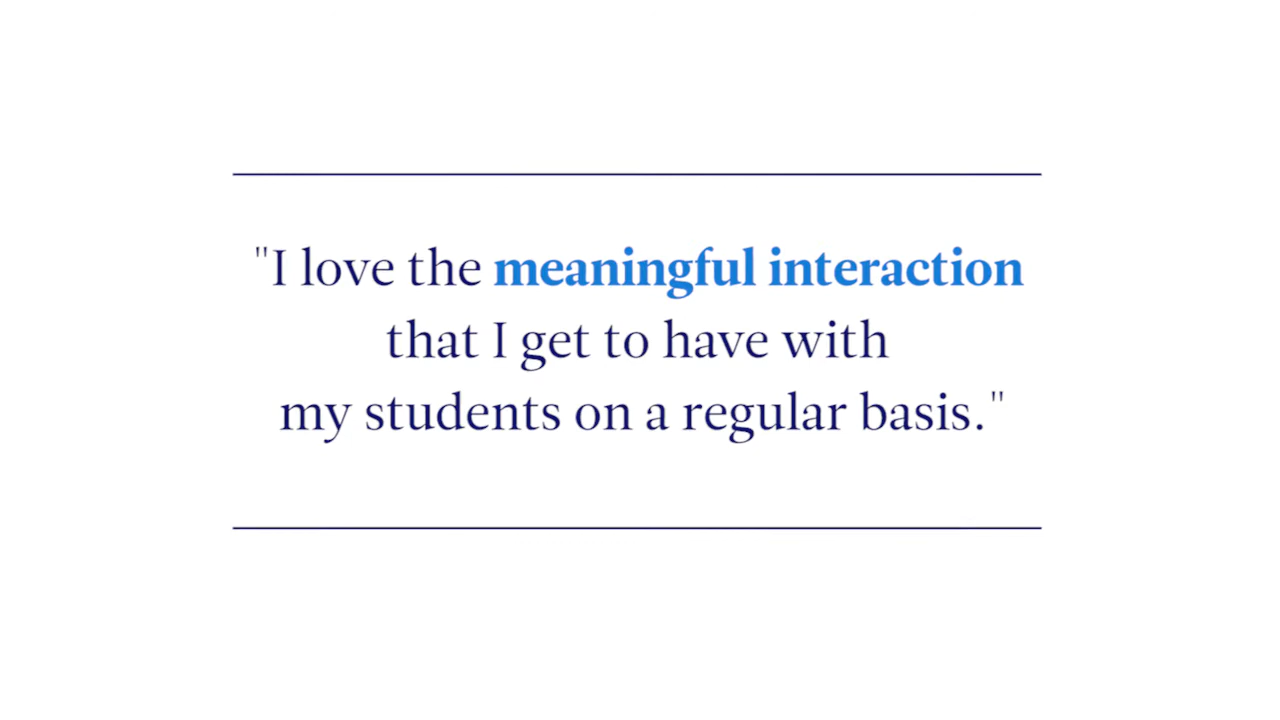 "I love the meaningful interaction
that I get to have with
my students on a regular basis."